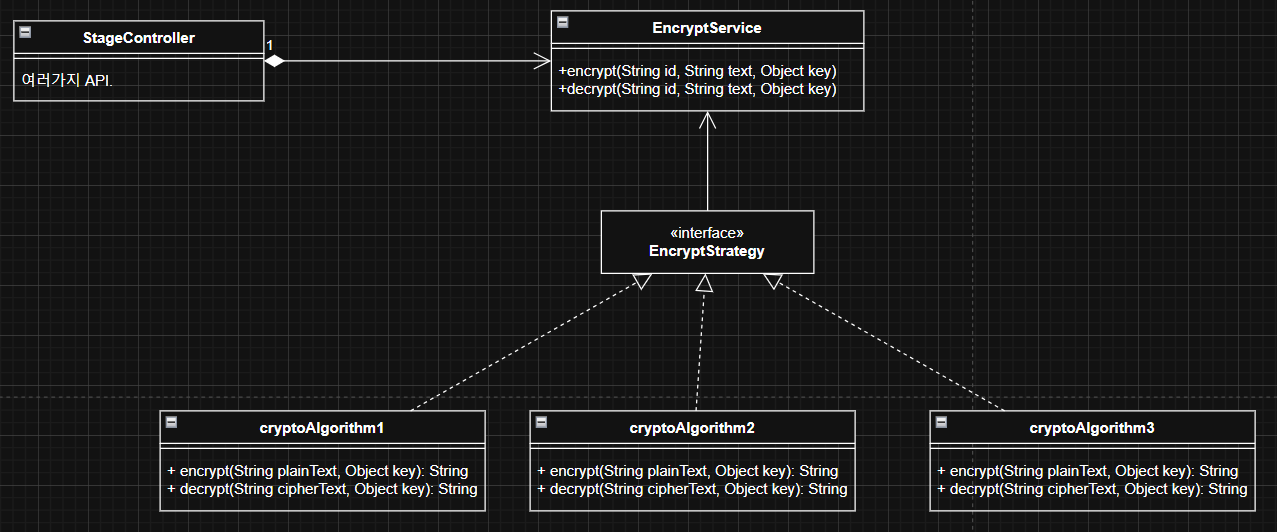 StageController
1
여러가지 API.
EncryptService
+encrypt(String id, String text, Object key)
+decrypt(String id, String text, Object key)
«interface»
EncryptStrategy
cryptoAlgorithm1
+ encrypt(String plainText, Object key): String
+ decrypt(String cipherText, Object key): String
cryptoAlgorithm2
+ encrypt(String plainText, Object key): String
+ decrypt(String cipherText, Object key): String
cryptoAlgorithm3
+ encrypt(String plainText, Object key): String
+ decrypt(String cipherText, Object key): String